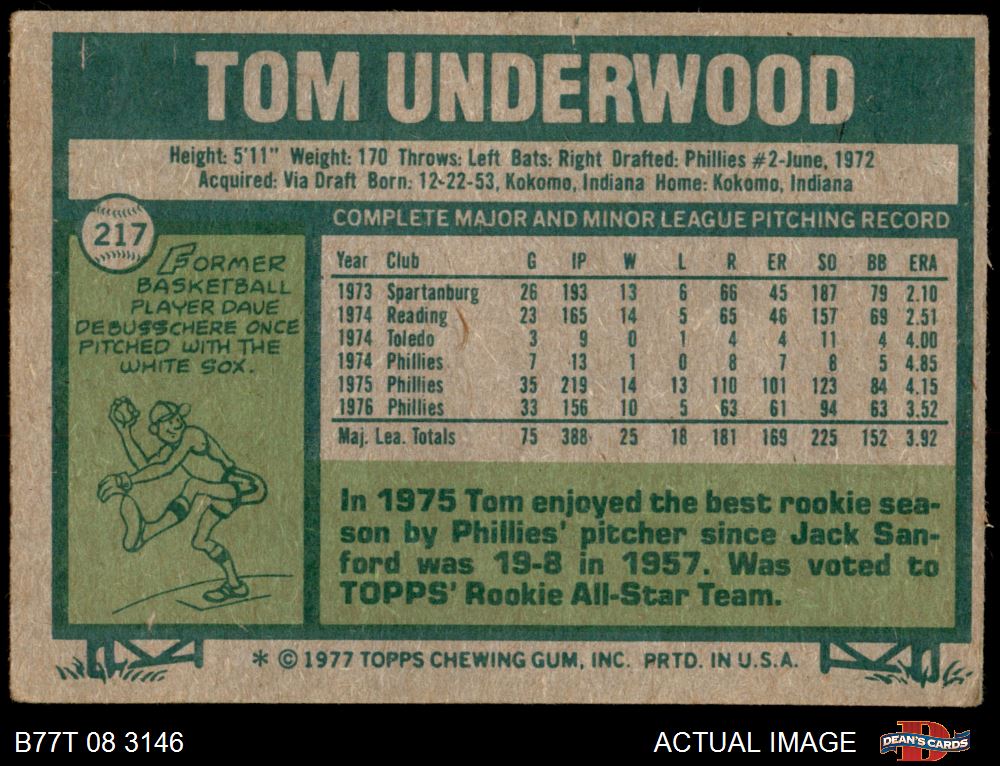 TOM UNDERWOOD
Height: 5'11" Weight: 170 Throws: Left Bats: Right Drafted: Phillies #2-June, 1972
Acquired: Via Draft Born: 12-22-53, Kokomo, Indiana Home: Kokomo, Indiana
217
FORMER
BASKETBALL
PLAYER DAVE
DEBUSSCHERE ONCE
PITCHED WITH THE
WHITE SOX.
COMPLETE MAJOR AND MINOR LEAGUE PITCHING RECORD
Year Club G IP W L R ER SO BB ERA
1973 Spartanburg 26 193 13 6 66 45 187 79 2.10
1974 Reading 23 165 14 5 65 46 157 69 2.51
1974 Toledo 3 9 0 1 4 4 11 4 4.00
1974 Phillies 7 13 1 0 8 7 8 5 4.85
1975 Phillies 35 219 14 13 110 101 123 84 4.15
1976 Phillies 33 156 10 5 63 61 94 63 3.52
Maj. Lea. Totals 75 388 25 18 181 169 225 152 3.92
In 1975 Tom enjoyed the best rookie sea-
son by Phillies' pitcher since Jack San-
ford was 19-8 in 1957. Was voted to
TOPPS' Rookie All-Star Team.
* © 1977 TOPPS CHEWING GUM, INC. PRTD. IN U.S.A.
B77T 08 3146
ACTUAL IMAGE
DEAN'S CARDS